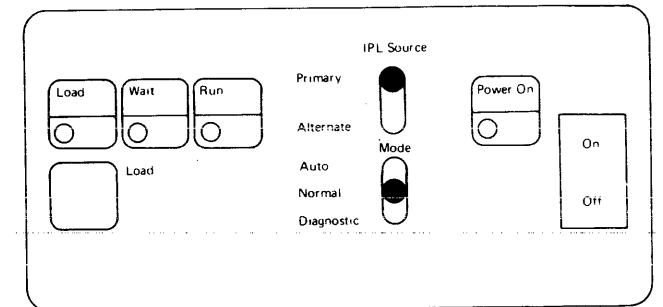 IPL Source
Primary
Load
Wait
Run
Power On
Alternate
Mode
On
Load
Auto
Normal
Off
Diagnostic